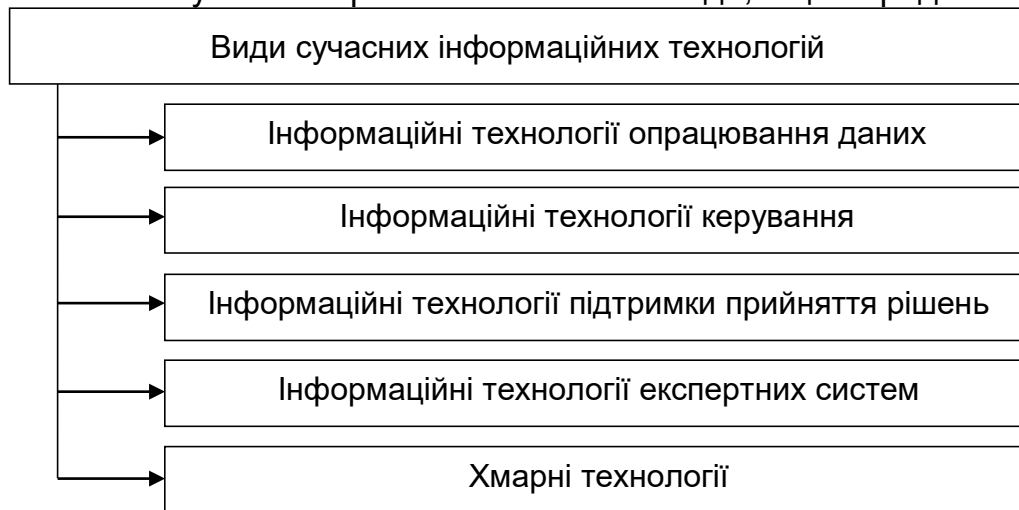 Види сучасних інформаційних технологій
Інформаційні технології опрацювання даних
Інформаційні технології керування
Інформаційні технології підтримки прийняття рішень
Інформаційні технології експертних систем
Хмарні технології